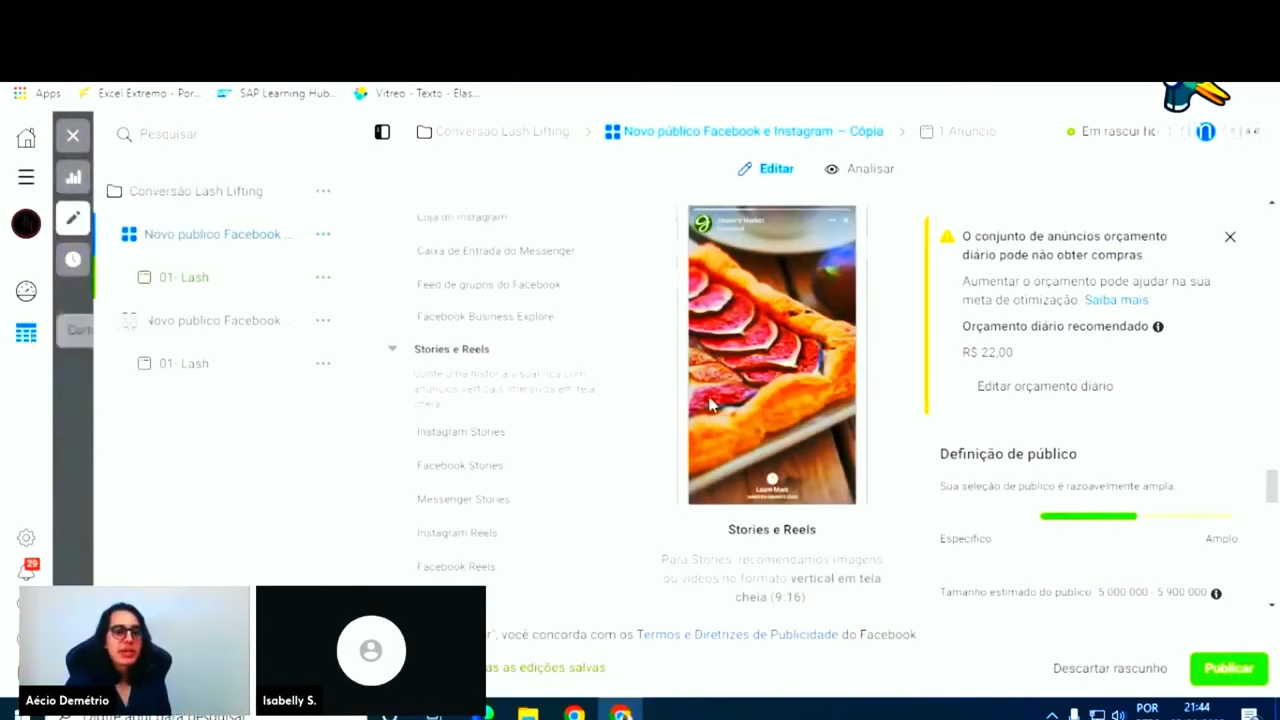 Apps
Excel Extremo - Por...
SAP Learning Hub...
Vitreo - Texto - Elas...
Pesquisar
Conversão Lash Lifting
Novo público Facebook e Instagram — Cópia
1 Anúncio
Em rascunho
Editar
Analisar
Conversão Lash Lifting
Novo público Facebook ...
01- Lash
Novo público Facebook
01- Lash
Loja do Instagram
Caixa de Entrada do Messenger
Feed de grupos do Facebook
Facebook Business Explore
Stories e Reels
Conte uma história visual rica com
anúncios verticais imersivos em tela
cheia.
Instagram Stories
Facebook Stories
Messenger Stories
Instagram Reels
Facebook Reels
Jasper's Market
Learn More
Stories e Reels
Para Stories, recomendamos imagens
ou vídeos no formato vertical em tela
cheia (9:16)
O conjunto de anúncios orçamento
diário pode não obter compras
Aumentar o orçamento pode ajudar na sua
meta de otimização. Saiba mais
Orçamento diário recomendado
R$ 22,00
Editar orçamento diário
Definição de público
Sua seleção de público é razoavelmente ampla.
Específico
Amplo
Tamanho estimado do público: 5.000.000 - 5.900.000
29
você concorda com os Termos e Diretrizes de Publicidade do Facebook
as as edições salvas
Descartar rascunho
Publicar
Aécio Demétrio
Isabelly S.
Digite aqui para pesquisar
POR
21:44